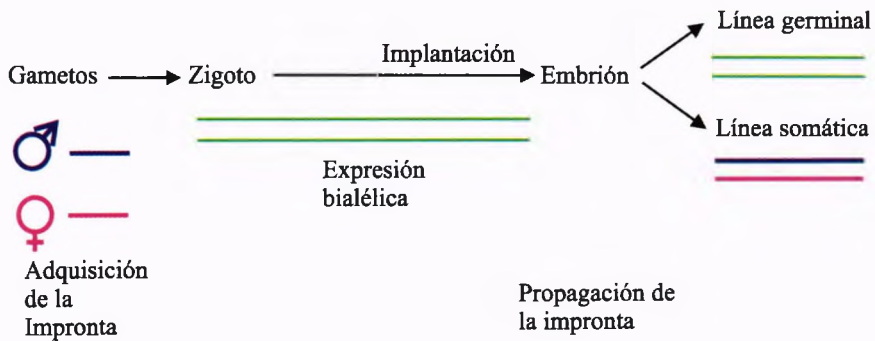 Línea germinal
Implantación
Gametos
Zigoto
Embrión
Línea somática
Expresión
bialélica
Adquisición
de la
Impronta
Propagación de
la impronta